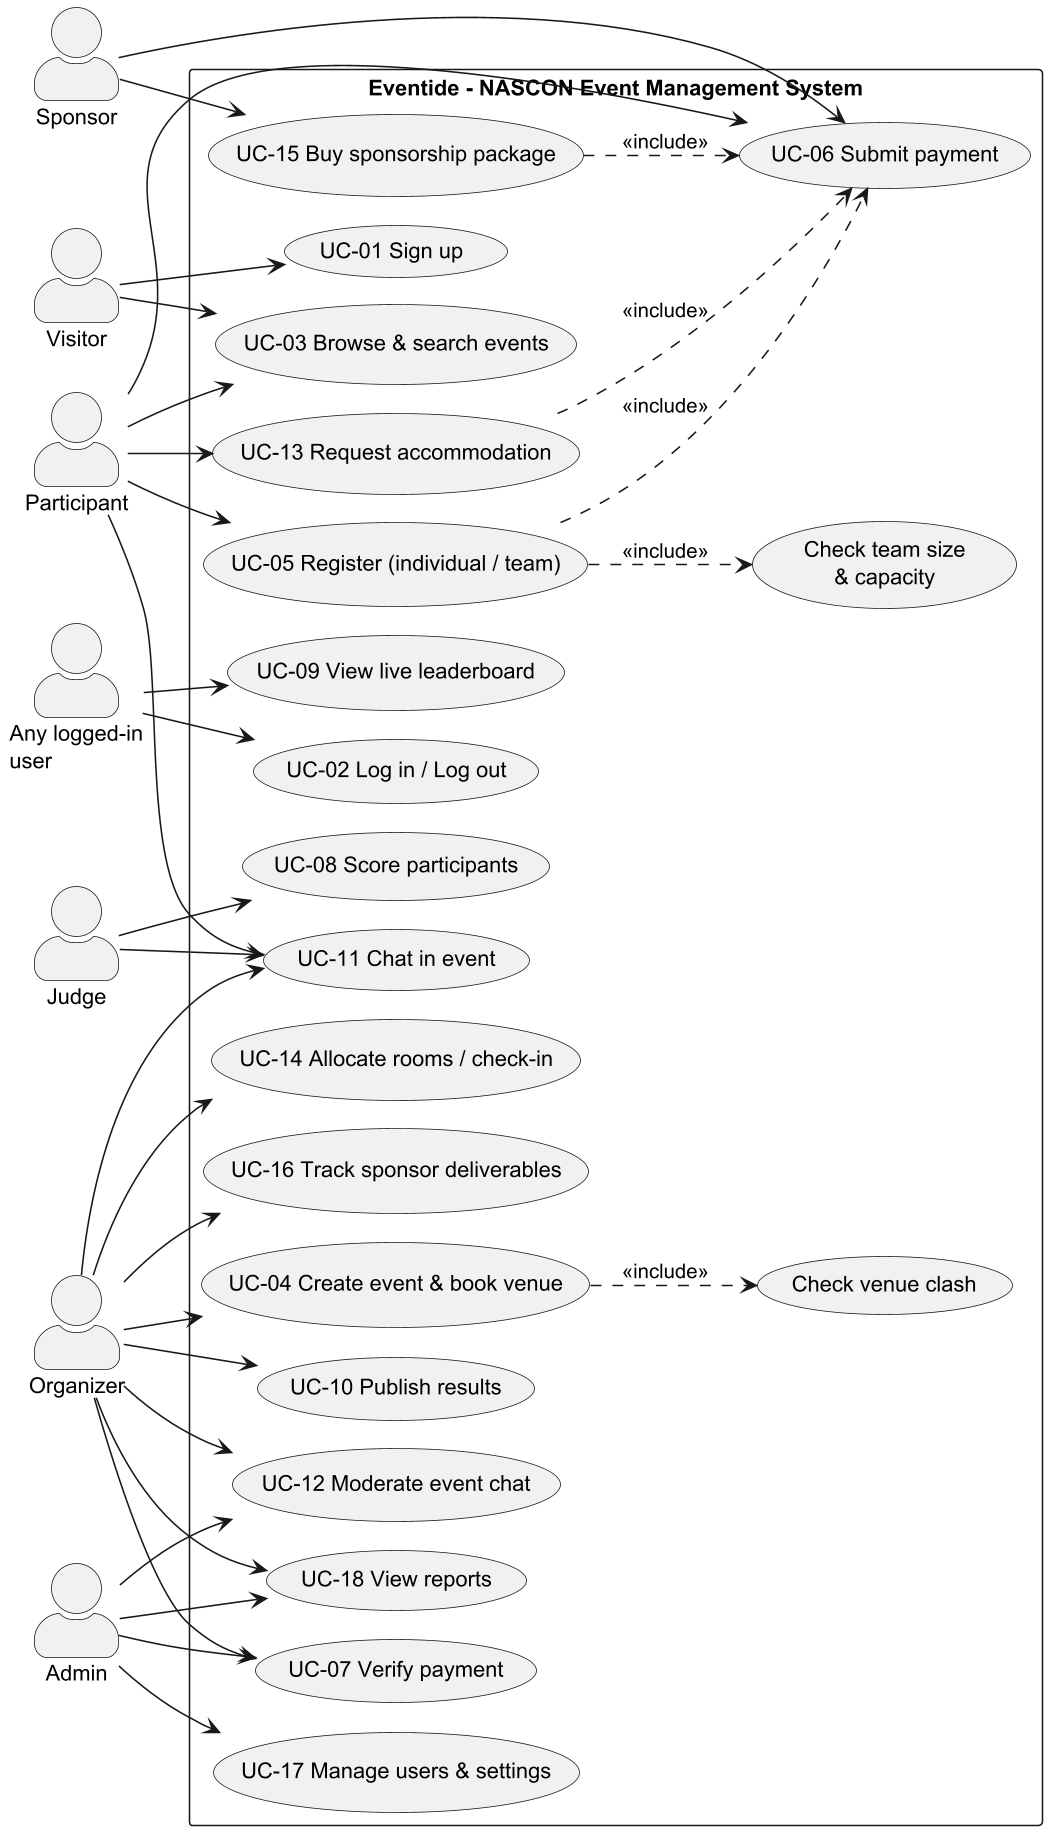 Sponsor
Eventide - NASCON Event Management System
UC-15 Buy sponsorship package
«include»
UC-06 Submit payment
Visitor
UC-01 Sign up
UC-03 Browse & search events
«include»
Participant
UC-13 Request accommodation
«include»
UC-05 Register (individual / team)
«include»
Check team size
& capacity
Any logged-in
user
UC-09 View live leaderboard
UC-02 Log in / Log out
UC-08 Score participants
Judge
UC-11 Chat in event
UC-14 Allocate rooms / check-in
UC-16 Track sponsor deliverables
UC-04 Create event & book venue
«include»
Check venue clash
Organizer
UC-10 Publish results
UC-12 Moderate event chat
UC-18 View reports
Admin
UC-07 Verify payment
UC-17 Manage users & settings